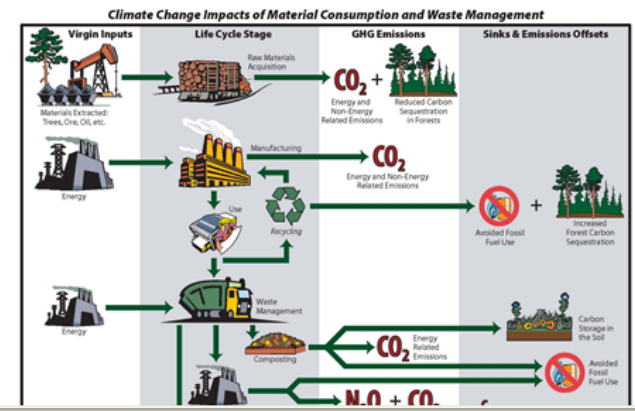 Climate Change Impacts of Material Consumption and Waste Management
Virgin Inputs
Life Cycle Stage
GHG Emissions
Sinks & Emissions Offsets
Raw Materials
Acquisition
CO2 +
Materials Extracted:
Trees, Ore, Oil, etc.
Energy and
Non-Energy
Related Emissions
Reduced Carbon
Sequestration
in Forests
Manufacturing
CO2
Energy and Non-Energy
Related Emissions
Energy
Use
Recycling
+
Avoided Fossil
Fuel Use
Increased
Forest Carbon
Sequestration
Waste
Management
Energy
Carbon
Storage in
the Soil
Composting
CO2
Energy
Related
Emissions
Avoided
Fossil
Fuel Use
N2O + CO2